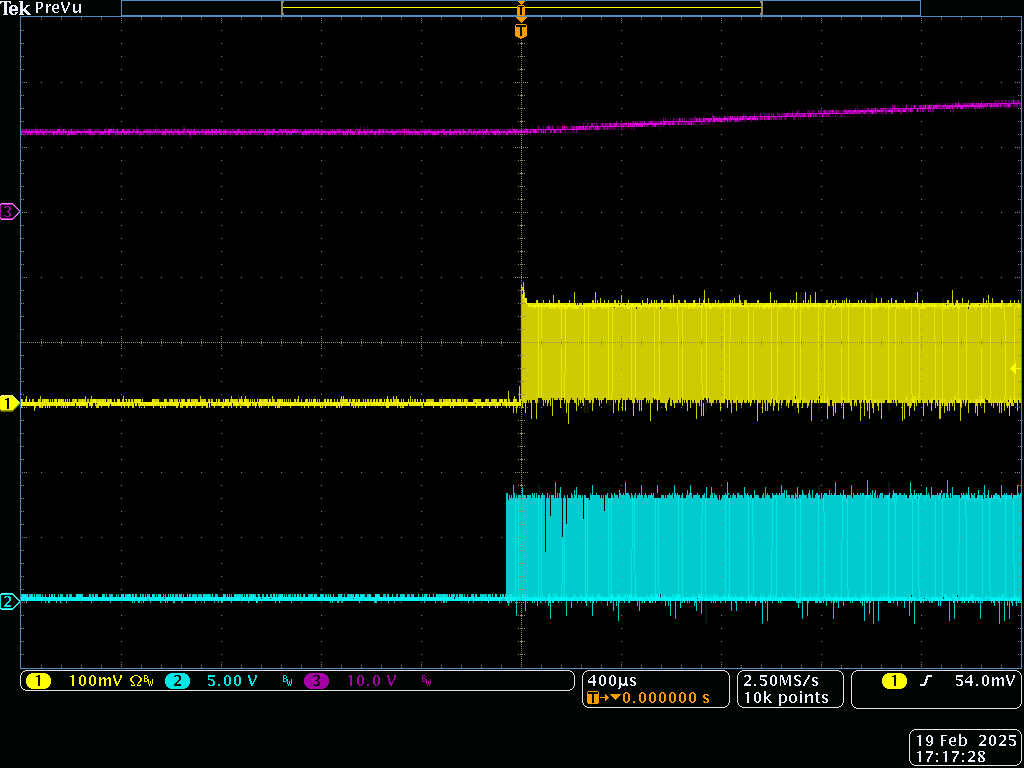 Tek PreVu
T
T
3
1
2
1 100mV ΩBW 2 5.00 V BW 3 10.0 V BW
400μs
T→▼0.000000 s
2.50MS/s
10k points
1 ʃ 54.0mV
19 Feb 2025
17:17:28